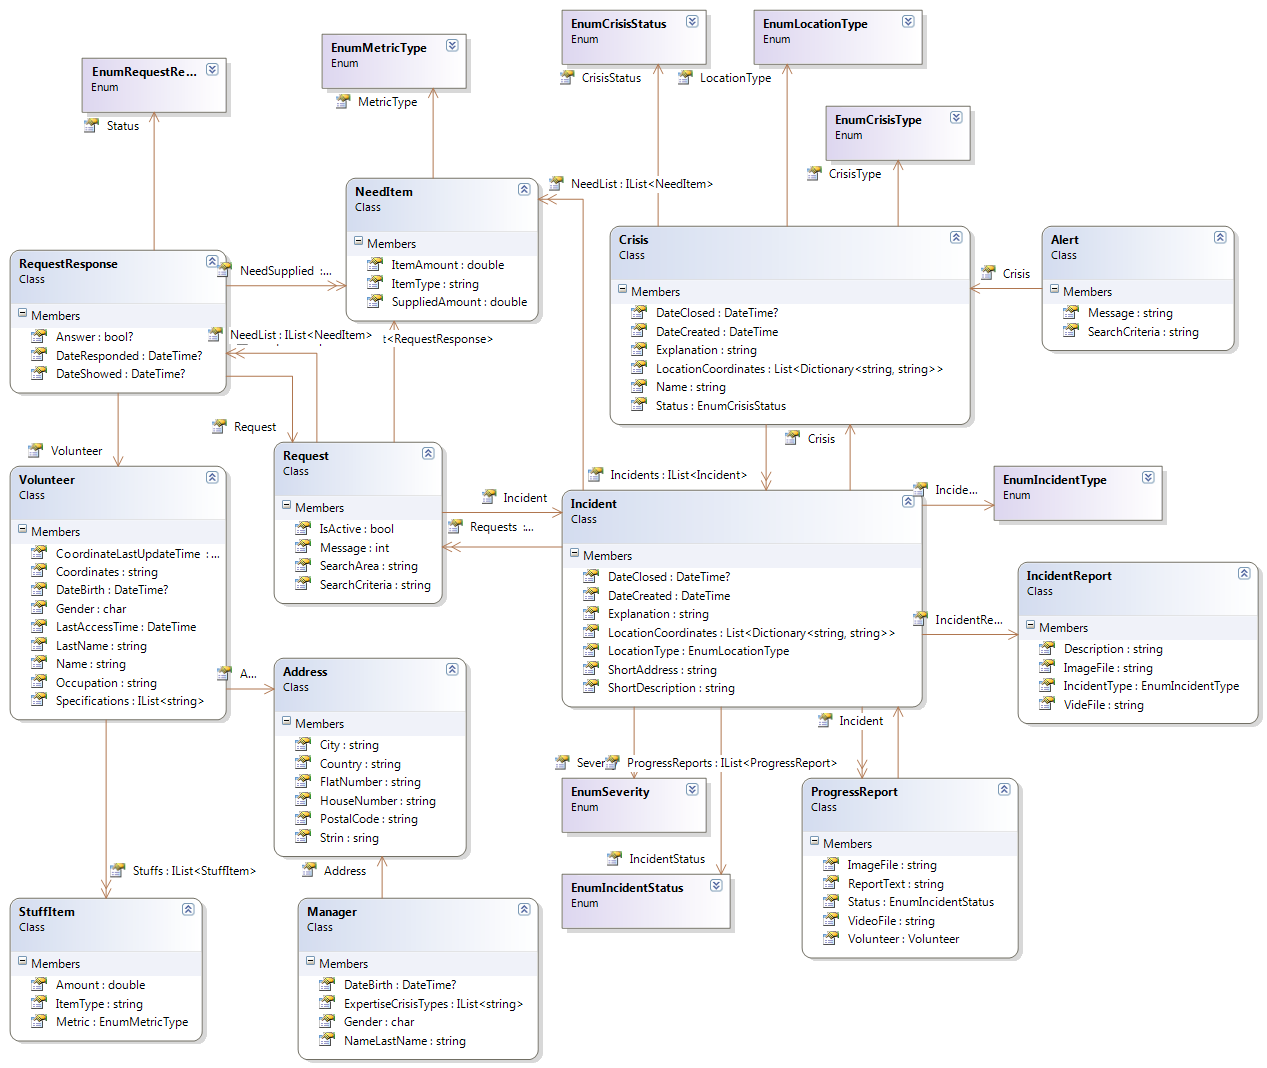 EnumCrisisStatus
Enum
CrisisStatus
EnumLocationType
Enum
LocationType
EnumMetricType
Enum
MetricType
EnumRequestRe...
Enum
Status
EnumCrisisType
Enum
CrisisType
NeedItem
Class
Members
ItemAmount : double
ItemType : string
SuppliedAmount : double
NeedList : IList<NeedItem>
Crisis
Class
Members
DateClosed : DateTime?
DateCreated : DateTime
Explanation : string
LocationCoordinates : List<Dictionary<string, string>>
Name : string
Status : EnumCrisisStatus
Crisis
Alert
Class
Members
Message : string
SearchCriteria : string
RequestResponse
Class
Members
Answer : bool?
DateResponded : DateTime?
DateShowed : DateTime?
NeedSupplied :...
NeedList : IList<NeedItem>
t<RequestResponse>
Request
Volunteer
Request
Class
Members
IsActive : bool
Message : int
SearchArea : string
SearchCriteria : string
Incident
Requests :...
Incidents : IList<Incident>
Crisis
Volunteer
Class
Members
CoordinateLastUpdateTime :...
Coordinates : string
DateBirth : DateTime?
Gender : char
LastAccessTime : DateTime
LastName : string
Name : string
Occupation : string
Specifications : IList<string>
A...
Incident
Class
Members
DateClosed : DateTime?
DateCreated : DateTime
Explanation : string
LocationCoordinates : List<Dictionary<string, string>>
LocationType : EnumLocationType
ShortAddress : string
ShortDescription : string
Incide...
EnumIncidentType
Enum
IncidentRe...
IncidentReport
Class
Members
Description : string
ImageFile : string
IncidentType : EnumIncidentType
VideFile : string
Address
Class
Members
City : string
Country : string
FlatNumber : string
HouseNumber : string
PostalCode : string
Strin : sring
Address
Incident
Sever
ProgressReports : IList<ProgressReport>
EnumSeverity
Enum
IncidentStatus
EnumIncidentStatus
Enum
ProgressReport
Class
Members
ImageFile : string
ReportText : string
Status : EnumIncidentStatus
VideoFile : string
Volunteer : Volunteer
Stuffs : IList<StuffItem>
StuffItem
Class
Members
Amount : double
ItemType : string
Metric : EnumMetricType
Manager
Class
Members
DateBirth : DateTime?
ExpertiseCrisisTypes : IList<string>
Gender : char
NameLastName : string